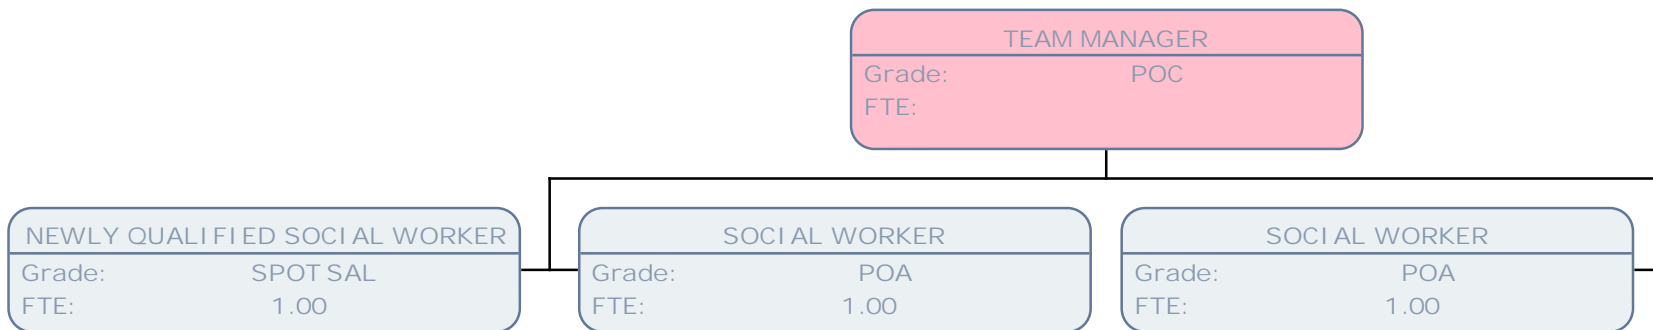 TEAM MANAGER
Grade: POC
FTE:
NEWLY QUALIFIED SOCIAL WORKER
Grade: SPOT SAL
FTE: 1.00
SOCIAL WORKER
Grade: POA
FTE: 1.00
SOCIAL WORKER
Grade: POA
FTE: 1.00